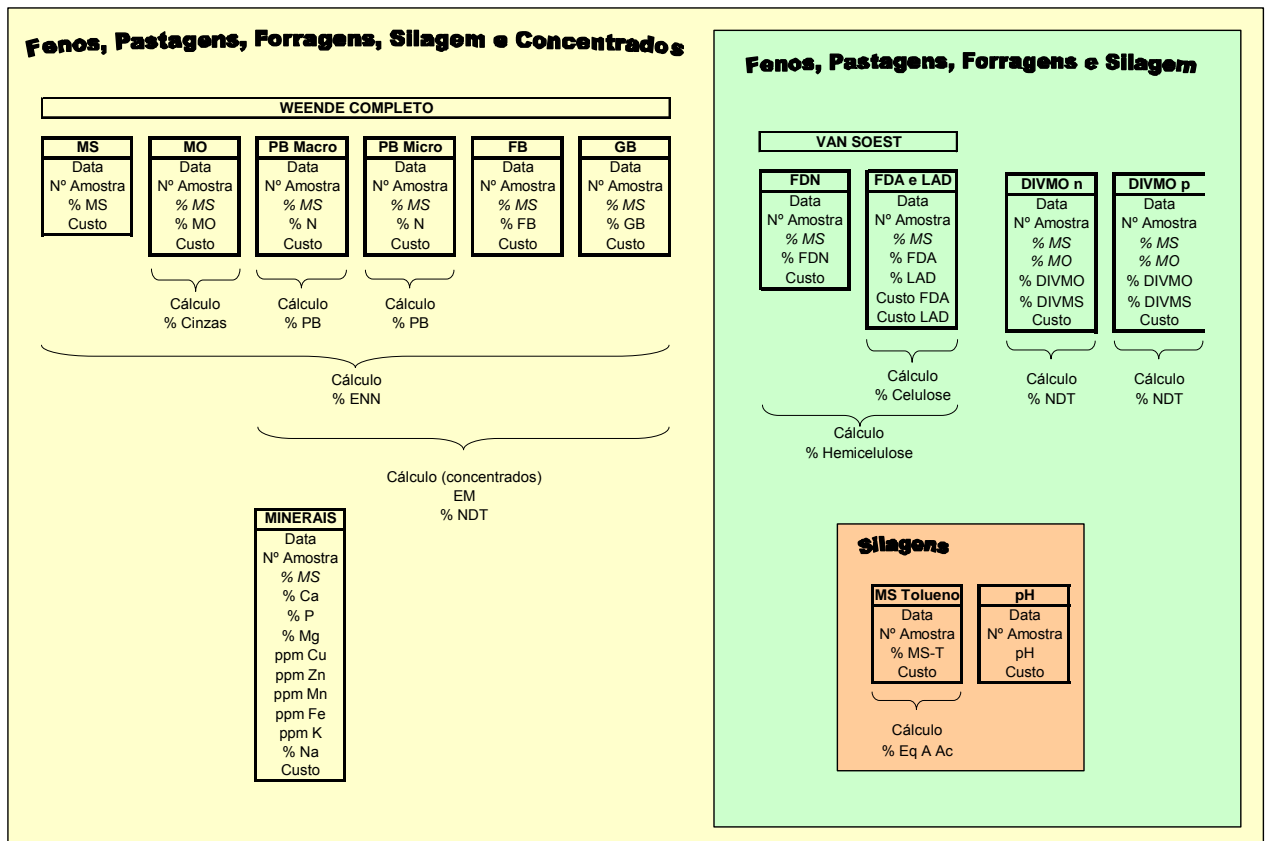 Fenos, Pastagens, Forragens, Silagem e Concentrados
WEENDE COMPLETO
MS
Data
Nº Amostra
% MS
Custo
MO
Data
Nº Amostra
% MS
% MO
Custo
Cálculo
% Cinzas
PB Macro
Data
Nº Amostra
% MS
% N
Custo
Cálculo
% PB
PB Micro
Data
Nº Amostra
% MS
% N
Custo
Cálculo
% PB
FB
Data
Nº Amostra
% MS
% FB
Custo
GB
Data
Nº Amostra
% MS
% GB
Custo
Cálculo
% ENN
Cálculo (concentrados)
EM
% NDT
MINERAIS
Data
Nº Amostra
% MS
% Ca
% P
% Mg
ppm Cu
ppm Zn
ppm Mn
ppm Fe
ppm K
% Na
Custo
Fenos, Pastagens, Forragens e Silagem
VAN SOEST
FDN
Data
Nº Amostra
% MS
% FDN
Custo
FDA e LAD
Data
Nº Amostra
% MS
% FDA
% LAD
Custo FDA
Custo LAD
Cálculo
% Celulose
Cálculo
% Hemicelulose
DIVMO n
Data
Nº Amostra
% MS
% MO
% DIVMO
% DIVMS
Custo
Cálculo
% NDT
DIVMO p
Data
Nº Amostra
% MS
% MO
% DIVMO
% DIVMS
Custo
Cálculo
% NDT
Silagens
MS Tolueno
Data
Nº Amostra
% MS-T
Custo
Cálculo
% Eq A Ac
pH
Data
Nº Amostra
pH
Custo